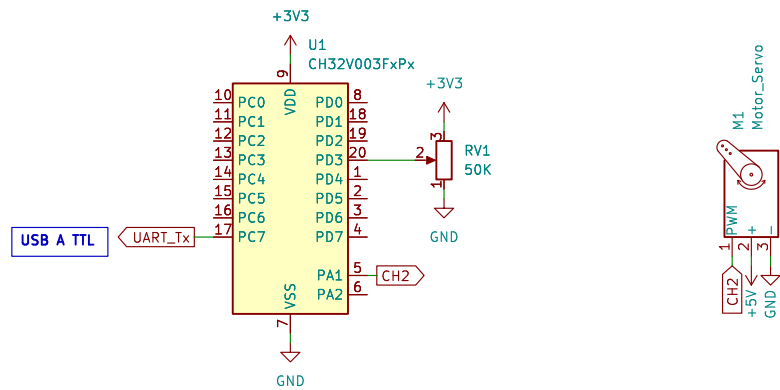 +3V3
U1
CH32V003FxPx
9
VDD
10 PC0 PD0 8
11 PC1 PD1 18
12 PC2 PD2 19
13 PC3 PD3 20
14 PC4 PD4 1
15 PC5 PD5 2
16 PC6 PD6 3
17 PC7 PD7 4
PA1 5
PA2 6
VSS
7
GND
USB A TTL
UART_Tx
CH2
+3V3
3
2
1
RV1
50K
GND
M1
Motor_Servo
PWM
+
-
1
2
3
CH2
+5V
GND